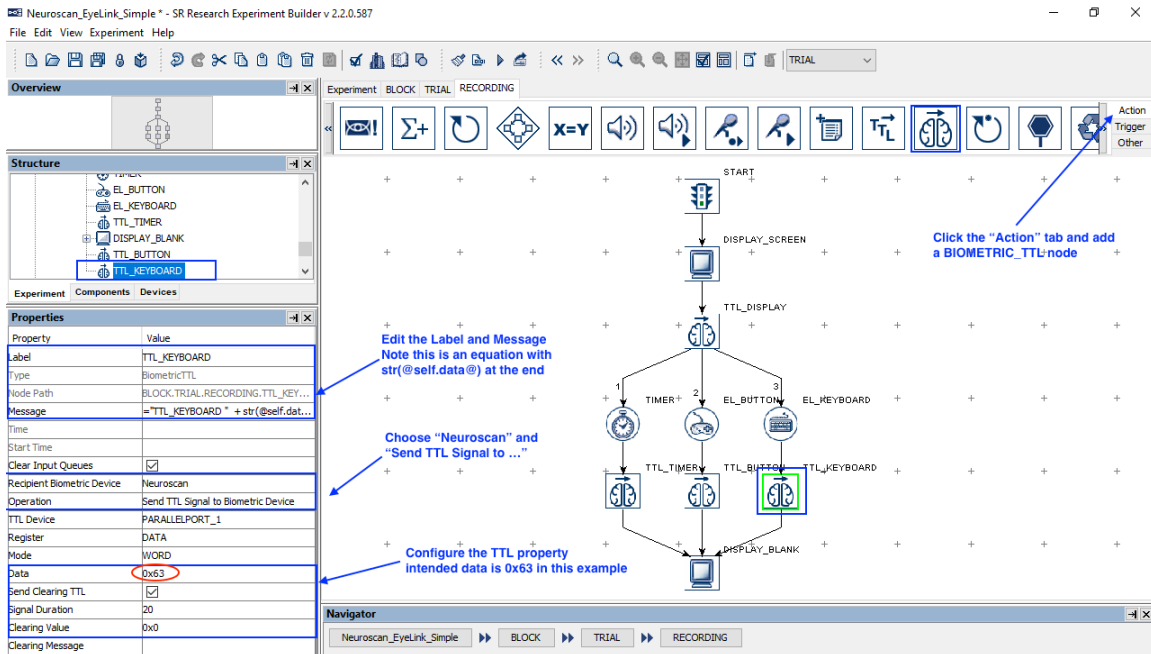 Neuroscan_EyeLink_Simple * - SR Research Experiment Builder v 2.2.0.587
File Edit View Experiment Help
TRIAL
Overview
Experiment BLOCK TRIAL RECORDING
X=Y
TTL
Action
Trigger
Other
Structure
TIMER
EL_BUTTON
EL_KEYBOARD
TTL_TIMER
DISPLAY_BLANK
TTL_BUTTON
TTL_KEYBOARD
Experiment Components Devices
Properties
Property Value
Label TTL_KEYBOARD
Type BiometricTTL
Node Path BLOCK.TRIAL.RECORDING.TTL_KEY...
Message ="TTL_KEYBOARD " + str(@self.dat...
Time
Start Time
Clear Input Queues
Recipient Biometric Device Neuroscan
Operation Send TTL Signal to Biometric Device
TTL Device PARALLELPORT_1
Register DATA
Mode WORD
Data 0x63
Send Clearing TTL
Signal Duration 20
Clearing Value 0x0
Clearing Message
START
DISPLAY_SCREEN
TTL_DISPLAY
1 2 3
TIMER EL_BUTTON EL_KEYBOARD
TTL_TIMER TTL_BUTTON TTL_KEYBOARD
DISPLAY_BLANK
Click the “Action” tab and add
a BIOMETRIC_TTL node
Edit the Label and Message
Note this is an equation with
str(@self.data@) at the end
Choose “Neuroscan” and
“Send TTL Signal to ...”
Configure the TTL property
intended data is 0x63 in this example
Navigator
Neuroscan_EyeLink_Simple BLOCK TRIAL RECORDING